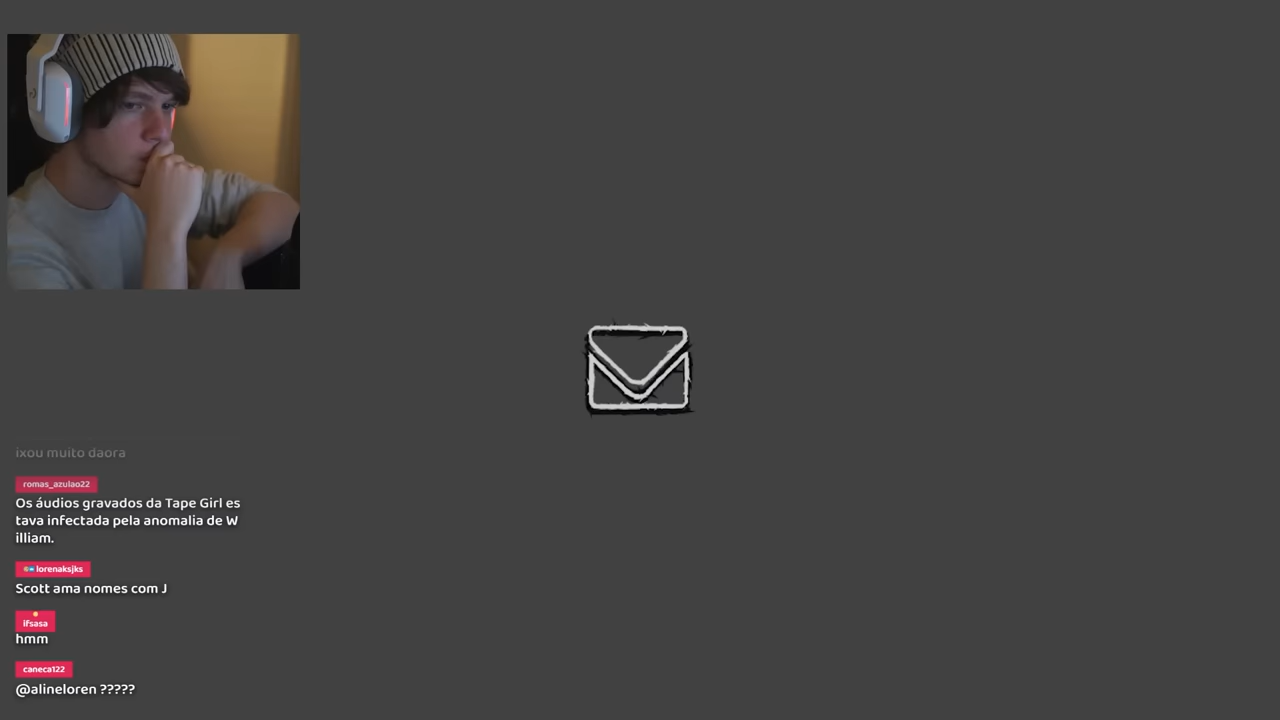 ixou muito daora
romas_azulao22
Os áudios gravados da Tape Girl es
tava infectada pela anomalia de W
illiam.
lorenaksjks
Scott ama nomes com J
ifsasa
hmm
caneca122
@alineloren ?????